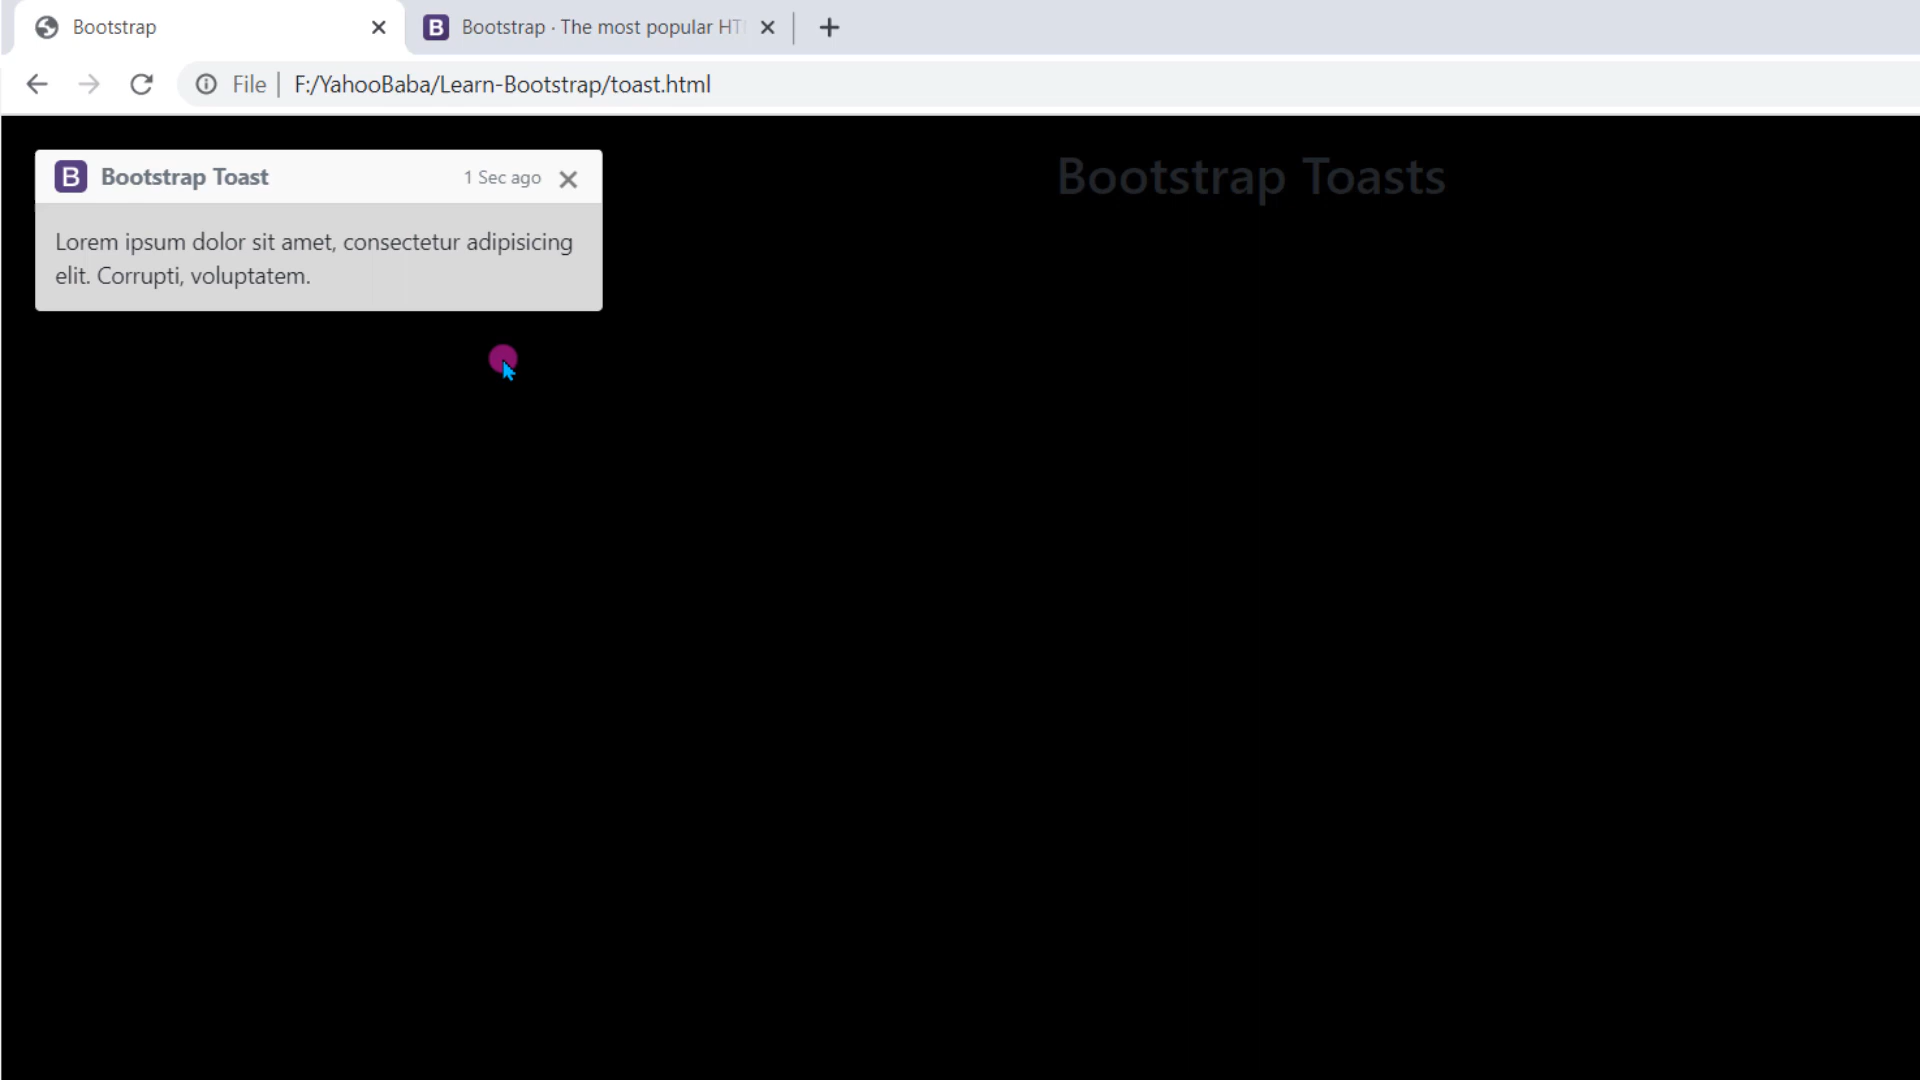 Bootstrap
B Bootstrap · The most popular HT
File F:/YahooBaba/Learn-Bootstrap/toast.html
B Bootstrap Toast 1 Sec ago
Bootstrap Toasts
Lorem ipsum dolor sit amet, consectetur adipisicing
elit. Corrupti, voluptatem.